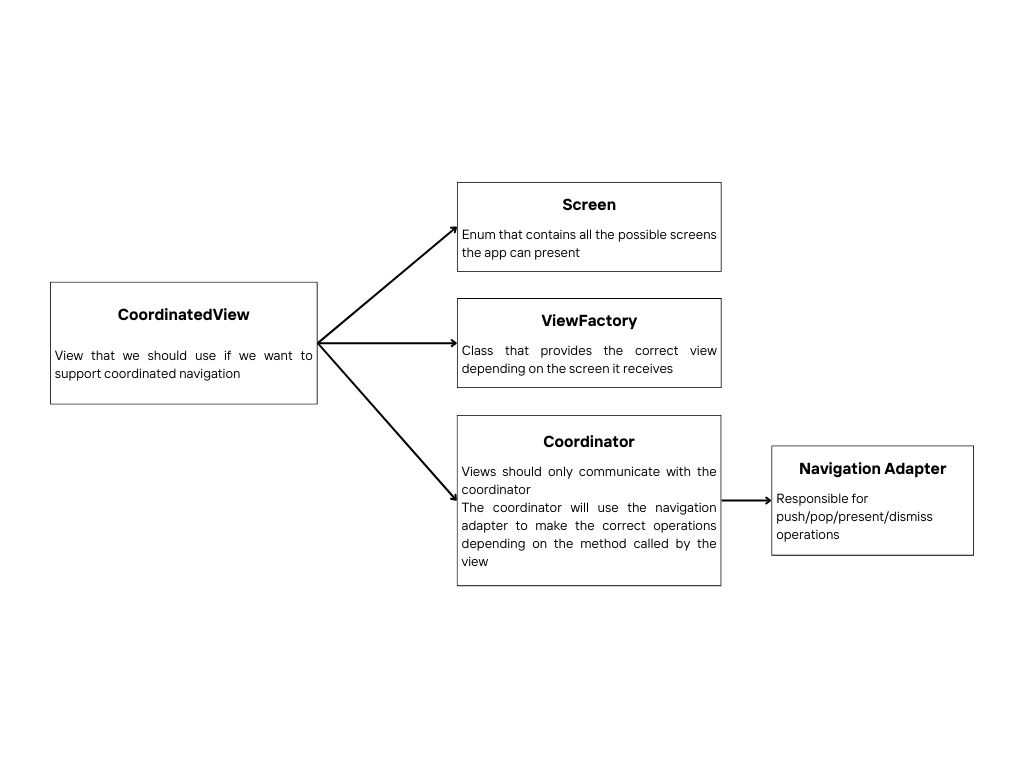 Screen
Enum that contains all the possible screens
the app can present
CoordinatedView
View that we should use if we want to
support coordinated navigation
ViewFactory
Class that provides the correct view
depending on the screen it receives
Coordinator
Views should only communicate with the
coordinator
The coordinator will use the navigation
adapter to make the correct operations
depending on the method called by the
view
Navigation Adapter
Responsible for
push/pop/present/dismiss
operations